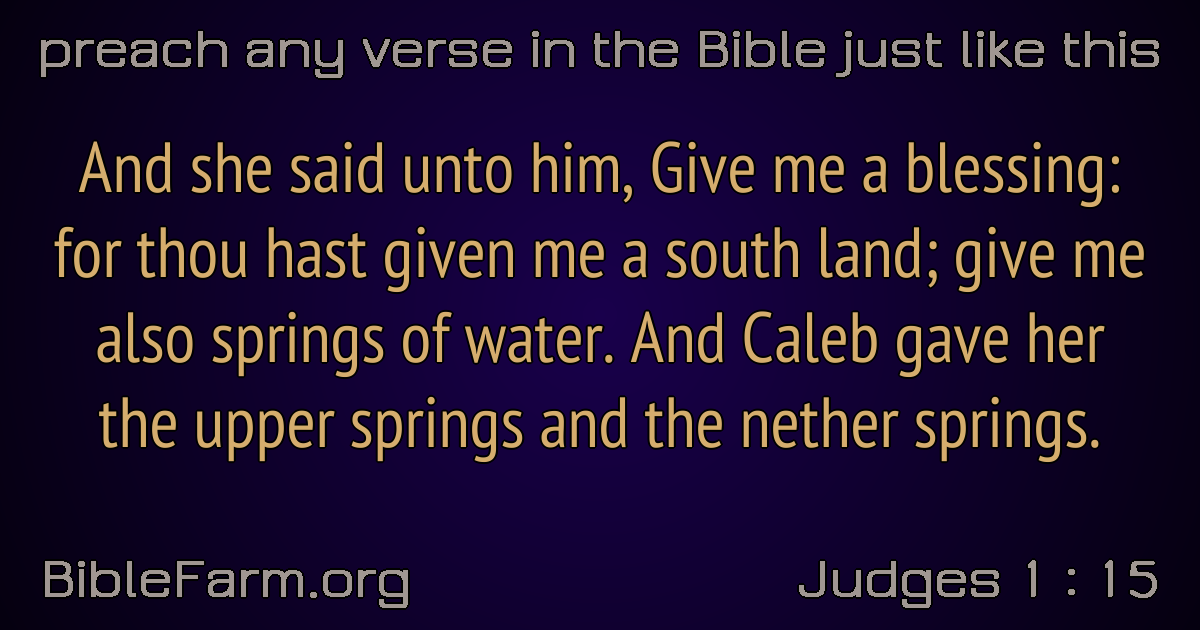 preach any verse in the Bible just like this
And she said unto him, Give me a blessing:
for thou hast given me a south land; give me
also springs of water. And Caleb gave her
the upper springs and the nether springs.
BibleFarm.org
Judges 1 : 15